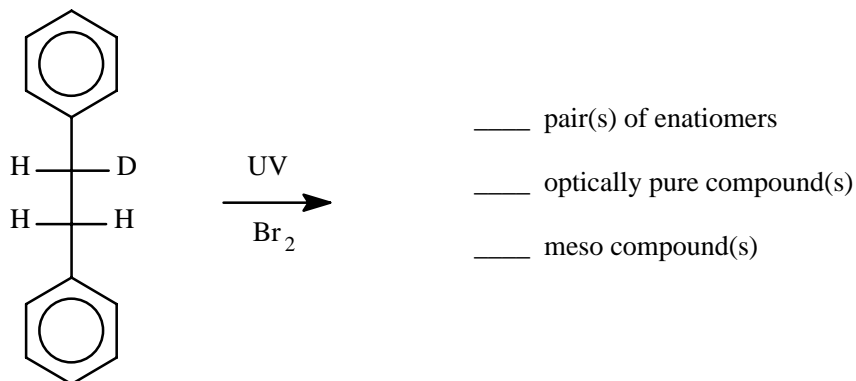 ____ pair(s) of enatiomers
H D UV
____ optically pure compound(s)
H H Br2
____ meso compound(s)